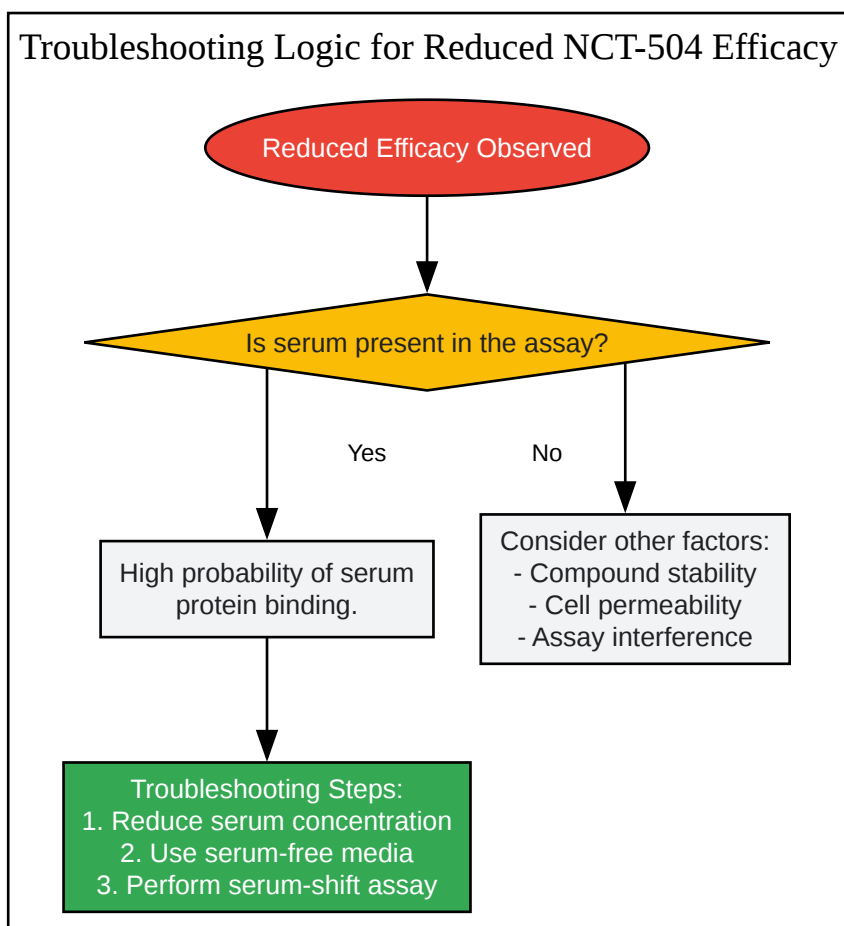 Troubleshooting Logic for Reduced NCT-504 Efficacy
Reduced Efficacy Observed
Is serum present in the assay?
Yes
No
High probability of serum
protein binding.
Consider other factors:
- Compound stability
- Cell permeability
- Assay interference
Troubleshooting Steps:
1. Reduce serum concentration
2. Use serum-free media
3. Perform serum-shift assay